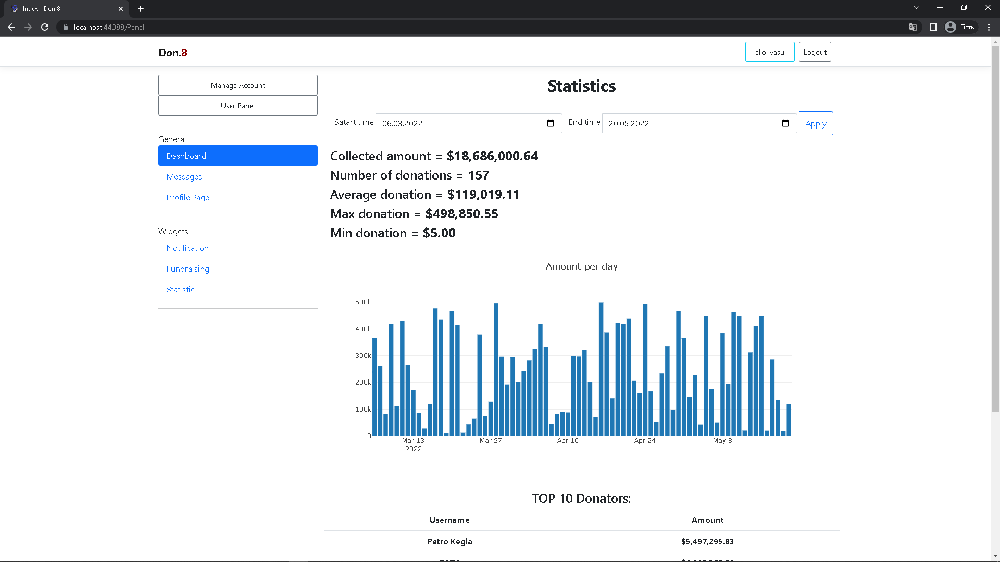 Index - Don.8
localhost:44388/Panel
Гість
Don.8
Hello Ivasuk!
Logout
Manage Account
User Panel
General
Dashboard
Messages
Profile Page
Widgets
Notification
Fundraising
Statistic
Statistics
Satart time 06.03.2022 End time 20.05.2022 Apply
Collected amount = $18,686,000.64
Number of donations = 157
Average donation = $119,019.11
Max donation = $498,850.55
Min donation = $5.00
Amount per day
500k
400k
300k
200k
100k
0
Mar 13 Mar 27 Apr 10 Apr 24 May 8
2022
TOP-10 Donators:
Username Amount
Petro Kegla $5,497,295.83